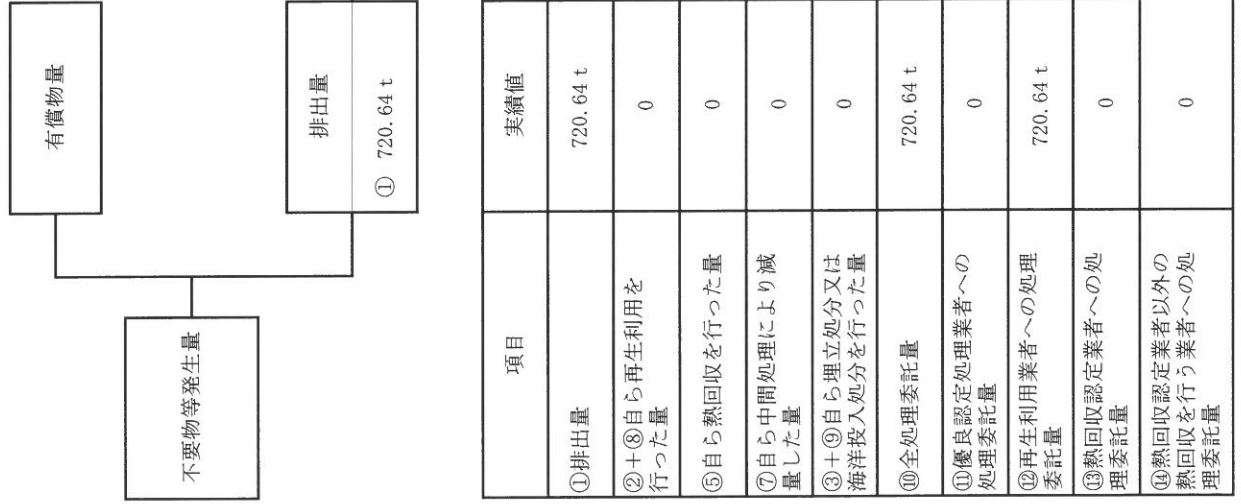 不要物等発生量
有償物量
排出量
① 720.64 t
項目
実績値
①排出量
720.64 t
②+⑧自ら再生利用を
行った量
0
⑤自ら熱回収を行った量
0
⑦自ら中間処理により減
量した量
0
③+⑨自ら埋立処分又は
海洋投入処分を行った量
0
⑩全処理委託量
720.64 t
⑪優良認定処理業者への
処理委託量
0
⑫再生利用業者への処理
委託量
720.64 t
⑬熱回収認定業者への処
理委託量
0
⑭熱回収認定業者以外の
熱回収を行う業者への処
理委託量
0